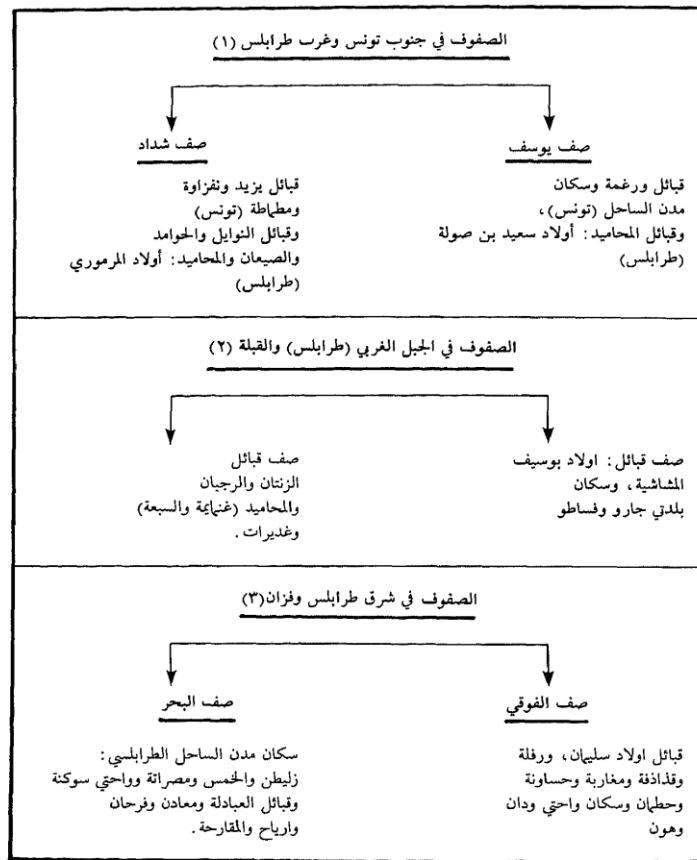 الصفوف في جنوب تونس وغرب طرابلس (١)
صف يوسف
قبائل ورغمة وسكان
مدن الساحل (تونس)،
وقبائل المحاميد: أولاد سعيد بن صولة
(طرابلس)
صف شداد
قبائل يزيد ونفزاوة
ومطماطة (تونس)
وقبائل النوايل والحوامد
والصيعان والمحاميد: أولاد المرموري
(طرابلس)
الصفوف في الجبل الغربي (طرابلس) والقبلة (٢)
صف قبائل: اولاد بوسيف
المشاشية، وسكان
بلدتي جارو وفساطو
صف قبائل
الزنتان والرجبان
والمحاميد (غنايمة والسبعة)
وغديرات.
الصفوف في شرق طرابلس وفزان(٣)
صف الفوقي
قبائل اولاد سليمان، ورفلة
وقذاذفة ومغاربة وحساونة
وحطمان وسكان واحتي ودان
وهون
صف البحر
سكان مدن الساحل الطرابلسي:
زليطن والخمس ومصراتة وواحتي سوكنة
وقبائل العبادلة ومعادن وفرحان
وارياح والمقارحة.